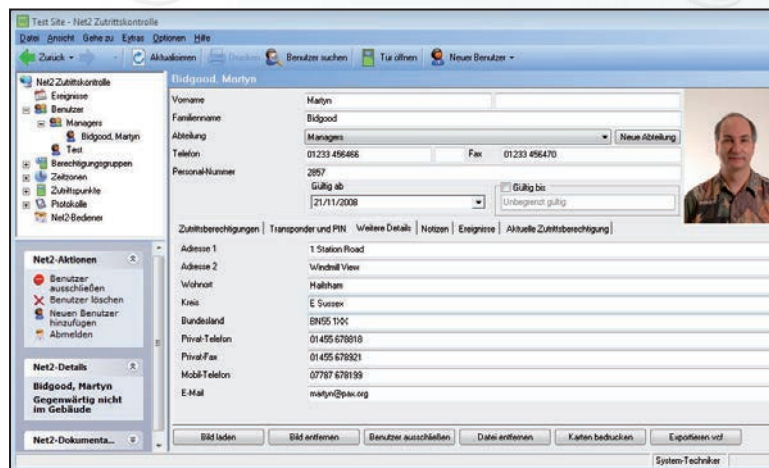 Test Site - Net2 Zutrittskontrolle
Datei Ansicht Gehe zu Extras Optionen Hilfe
Zurück Aktualisieren Drucken Benutzer suchen Tür öffnen Neuer Benutzer
Net2 Zutrittskontrolle
Ereignisse
Benutzer
Managers
Bidgood, Martyn
Test
Berechtigungsgruppen
Zeitzonen
Zutrittspunkte
Protokolle
Net2-Bediener
Net2-Aktionen
Benutzer
ausschließen
Benutzer löschen
Neuen Benutzer
hinzufügen
Abmelden
Net2-Details
Bidgood, Martyn
Gegenwärtig nicht
im Gebäude
Net2-Dokumenta...
Bidgood, Martyn
Vorname Martyn
Familienname Bidgood
Abteilung Managers Neue Abteilung
Telefon 01233 456466 Fax 01233 456470
Personal-Nummer 2857
Gültig ab Gültig bis
21/11/2008 Unbegrenzt gültig
Zutrittsberechtigungen Transponder und PIN Weitere Details Notizen Ereignisse Aktuelle Zutrittsberechtigung
Adresse 1 1 Station Road
Adresse 2 Windmill View
Wohnort Hailsham
Kreis E Sussex
Bundesland BN55 1XX
Privat-Telefon 01455 678818
Privat-Fax 01455 678921
Mobil-Telefon 07787 678199
E-Mail martyn@pax.org
Bild laden Bild entfernen Benutzer ausschließen Datei entfernen Karten bedrucken Exportieren vcf
System-Techniker